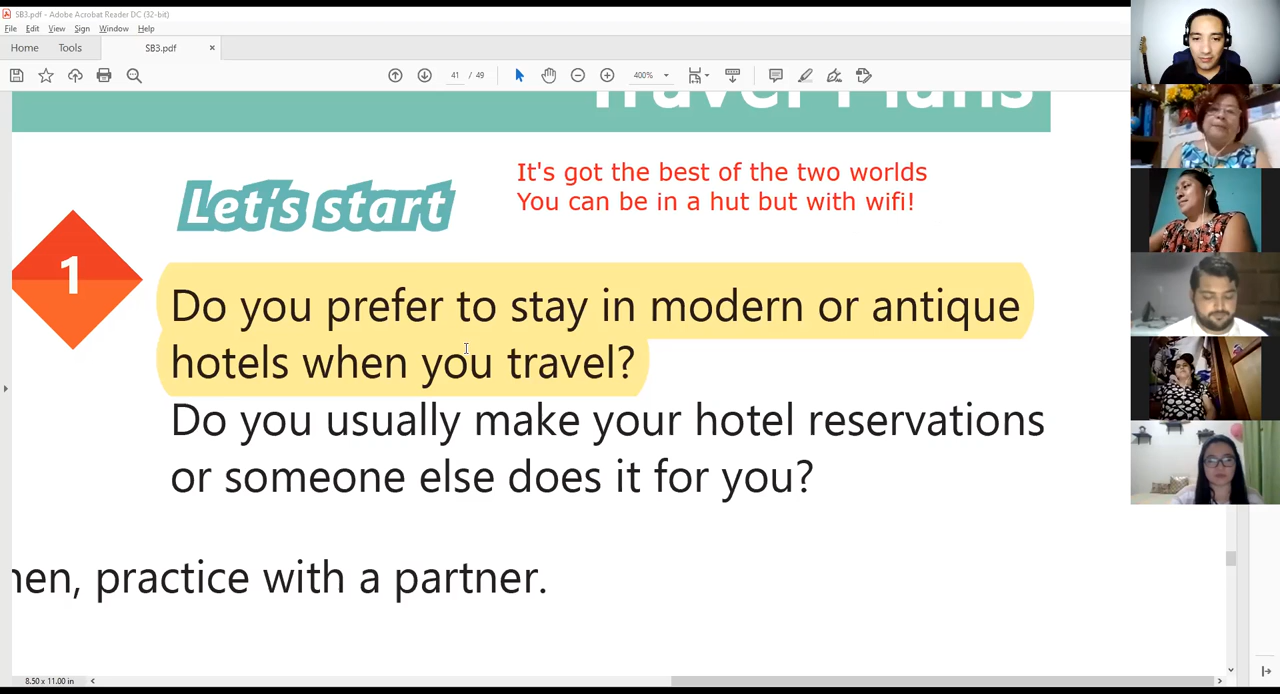 SB3.pdf - Adobe Acrobat Reader DC (32-bit)
File Edit View Sign Window Help
Home Tools SB3.pdf ×
41 / 49 400%
Travel Plans
Let's start
It's got the best of the two worlds
You can be in a hut but with wifi!
1
Do you prefer to stay in modern or antique
hotels when you travel?
Do you usually make your hotel reservations
or someone else does it for you?
hen, practice with a partner.
8.50 x 11.00 in